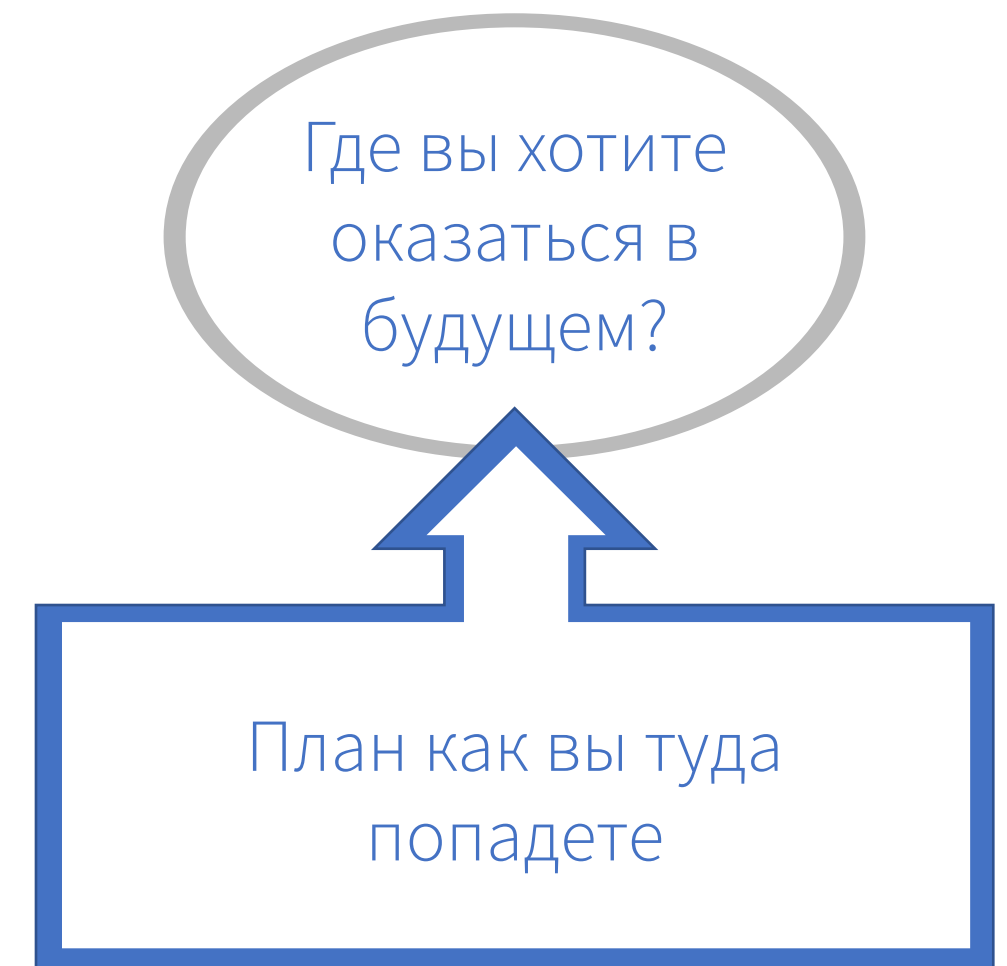 Где вы хотите
оказаться в
будущем?
План как вы туда
попадете